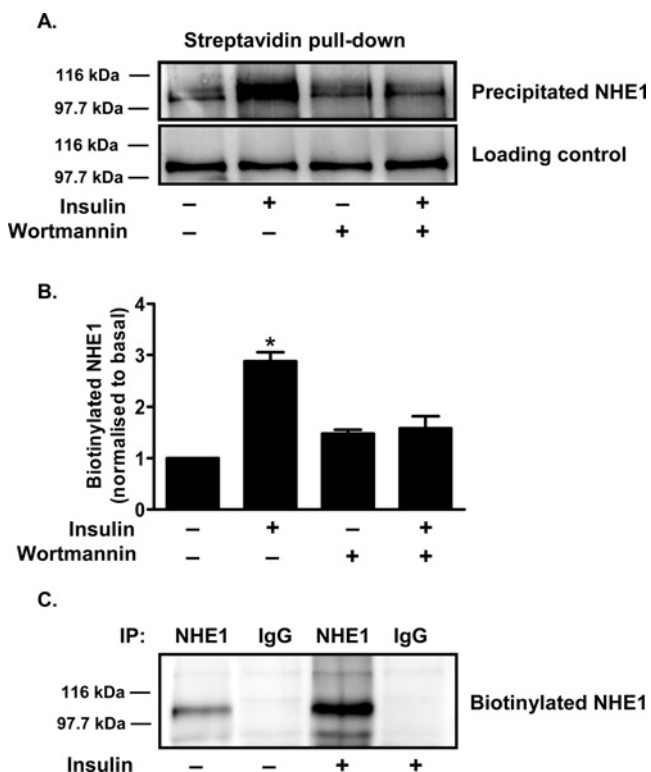 A.
Streptavidin pull-down
116 kDa
97.7 kDa
Precipitated NHE1
116 kDa
97.7 kDa
Loading control
Insulin – + – +
Wortmannin – – + +
B.
Biotinylated NHE1
(normalised to basal)
4
3
2
1
0
*
Insulin – + – +
Wortmannin – – + +
C.
IP: NHE1 IgG NHE1 IgG
116 kDa
97.7 kDa
Biotinylated NHE1
Insulin – – + +